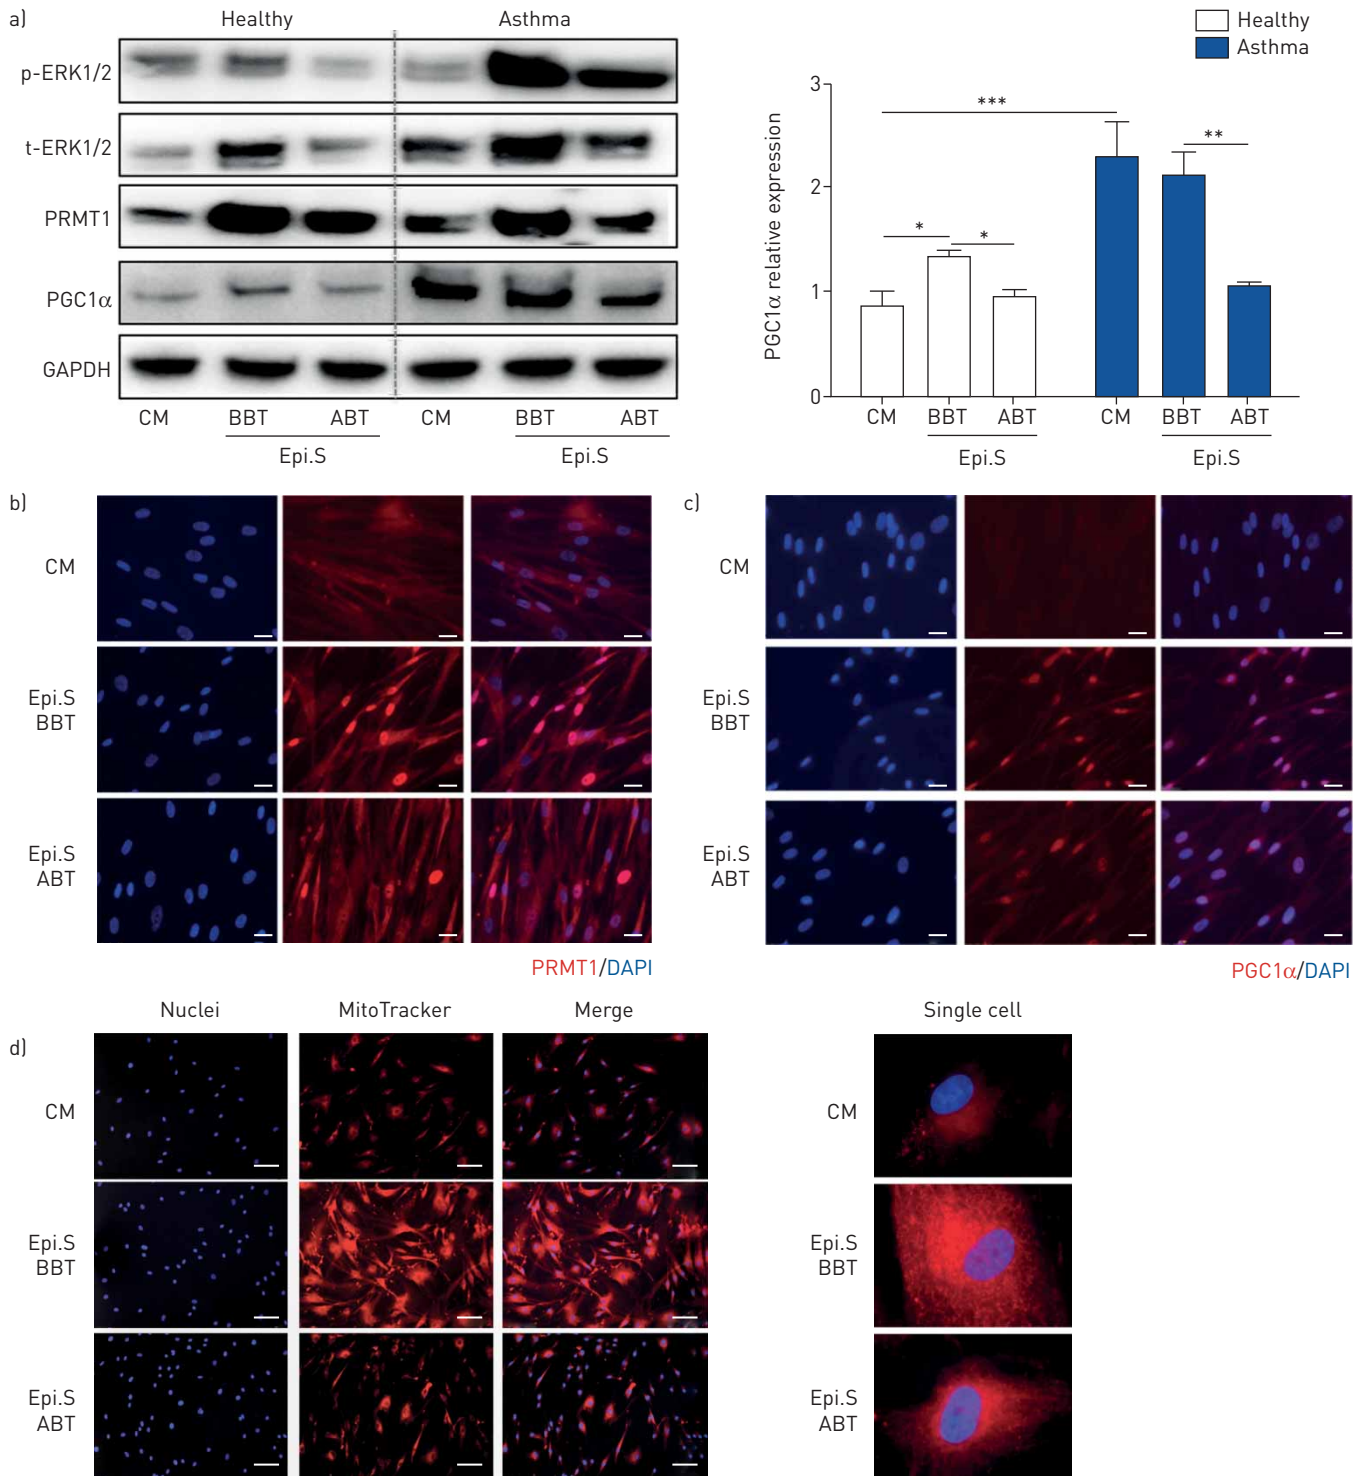 a)
Healthy
Asthma
p-ERK1/2
t-ERK1/2
PRMT1
PGC1α
GAPDH
CM BBT ABT CM BBT ABT
Epi.S Epi.S
Healthy
Asthma
PGC1α relative expression
3
2
1
0
***
**
*
*
CM BBT ABT CM BBT ABT
Epi.S Epi.S
b)
CM
Epi.S
BBT
Epi.S
ABT
PRMT1/DAPI
c)
CM
Epi.S
BBT
Epi.S
ABT
PGC1α/DAPI
d)
Nuclei MitoTracker Merge Single cell
CM
Epi.S
BBT
Epi.S
ABT
CM
Epi.S
BBT
Epi.S
ABT